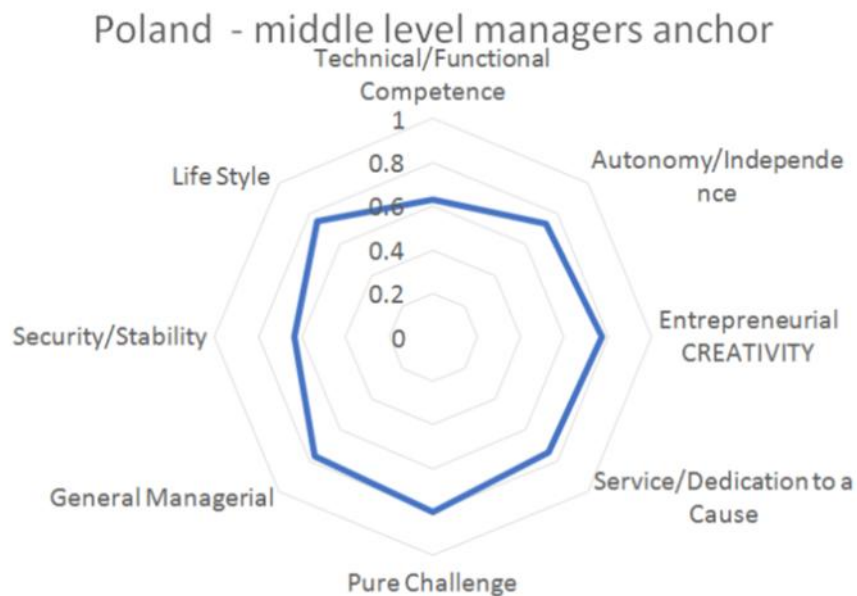 Poland - middle level managers anchor
Technical/Functional
Competence
1
Autonomy/Independe
nce
0.8
Life Style
0.6
0.4
0.2
Security/Stability
0
Entrepreneurial
CREATIVITY
General Managerial
Service/Dedication to a
Cause
Pure Challenge